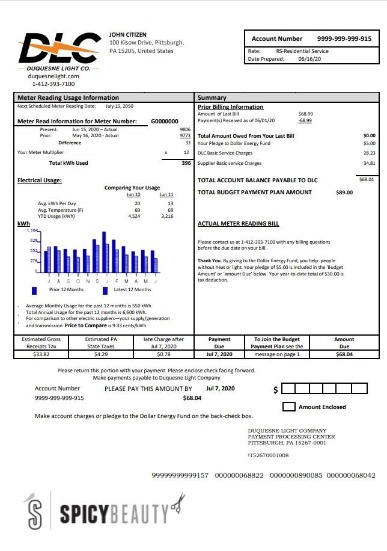 DLC
DUQUESNE LIGHT CO.
duquesnelight.com
1-412-393-7100
JOHN CITIZEN
100 Kisow Drive, Pittsburgh,
PA 15205, United States
Account Number 9999-999-999-915
Rate: RS-Residential Service
Date Prepared: 06/16/20
Meter Reading Usage Information
Next Scheduled Meter Reading Date: July 15, 2050
Meter Read Information for Meter Number: G0000000
Present: Jun 15, 2020 – Actual 9806
Prior: May 16, 2020 – Actual 9773
Difference 33
Your Meter Multiplier x 12
Total kWh Used 396
Electrical Usage:
Comparing Your Usage
Jun 10 Jun 11
Avg. kWh Per Day 20 13
Avg. Temperature (F) 69 69
YTD Usage (kWh) 4,524 3,216
kWh
J A S O N D J F M A M J
Prior 12 Months Latest 12 Months
Average Monthly Usage for the past 12 months is 550 kWh.
Total Annual Usage for the past 12 months is 6,600 kWh.
For comparison to other electric suppliers—your supply/generation
and transmission Price to Compare is 9.33 cents/kWh.
Summary
Prior Billing Information
Amount of Last Bill $68.99
Payment(s) Received as of 06/01/20 -68.99
Total Amount Owed From Your Last Bill $0.00
Your Pledge to Dollar Energy Fund $5.00
DLC Basic Service Charges 28.23
Supplier Basic service Charges 34.81
TOTAL ACCOUNT BALANCE PAYABLE TO DLC $68.04
TOTAL BUDGET PAYMENT PLAN AMOUNT $89.00
ACTUAL METER READING BILL
Please contact us at 1-412-393-7100 with any billing questions
before the due date on your bill.
Thank You. By giving to the Dollar Energy Fund, you help people
without heat or light. Your pledge of $5.00 is included in the 'Budget
Amount' or 'Amount Due' below. Your year-to-date total of $30.00 is
tax deduction.
Estimated Gross Receipts Tax
$33.82
Estimated PA State Taxes
$4.29
late Charge After Jul 7, 2020
$0.78
Payment Due
Jul 7, 2020
To Join the Budget Payment Plan see the
message on page 1
Amount Due
$68.04
Please return this portion with your payment. Please enclose check facing forward.
Make payments payable to Duquesne Light Company
Account Number PLEASE PAY THIS AMOUNT BY Jul 7, 2020 $
9999-999-999-915 $68.04
Amount Enclosed
Make account charges or pledge to the Dollar Energy Fund on the back-check box.
DUQUESNE LIGHT COMPANY
PAYMENT PROCESSING CENTER
PITTSBURGH, PA 15267-0001
99999999999157 000000068822 0000000890085 000000068042
SPICYBEAUTY